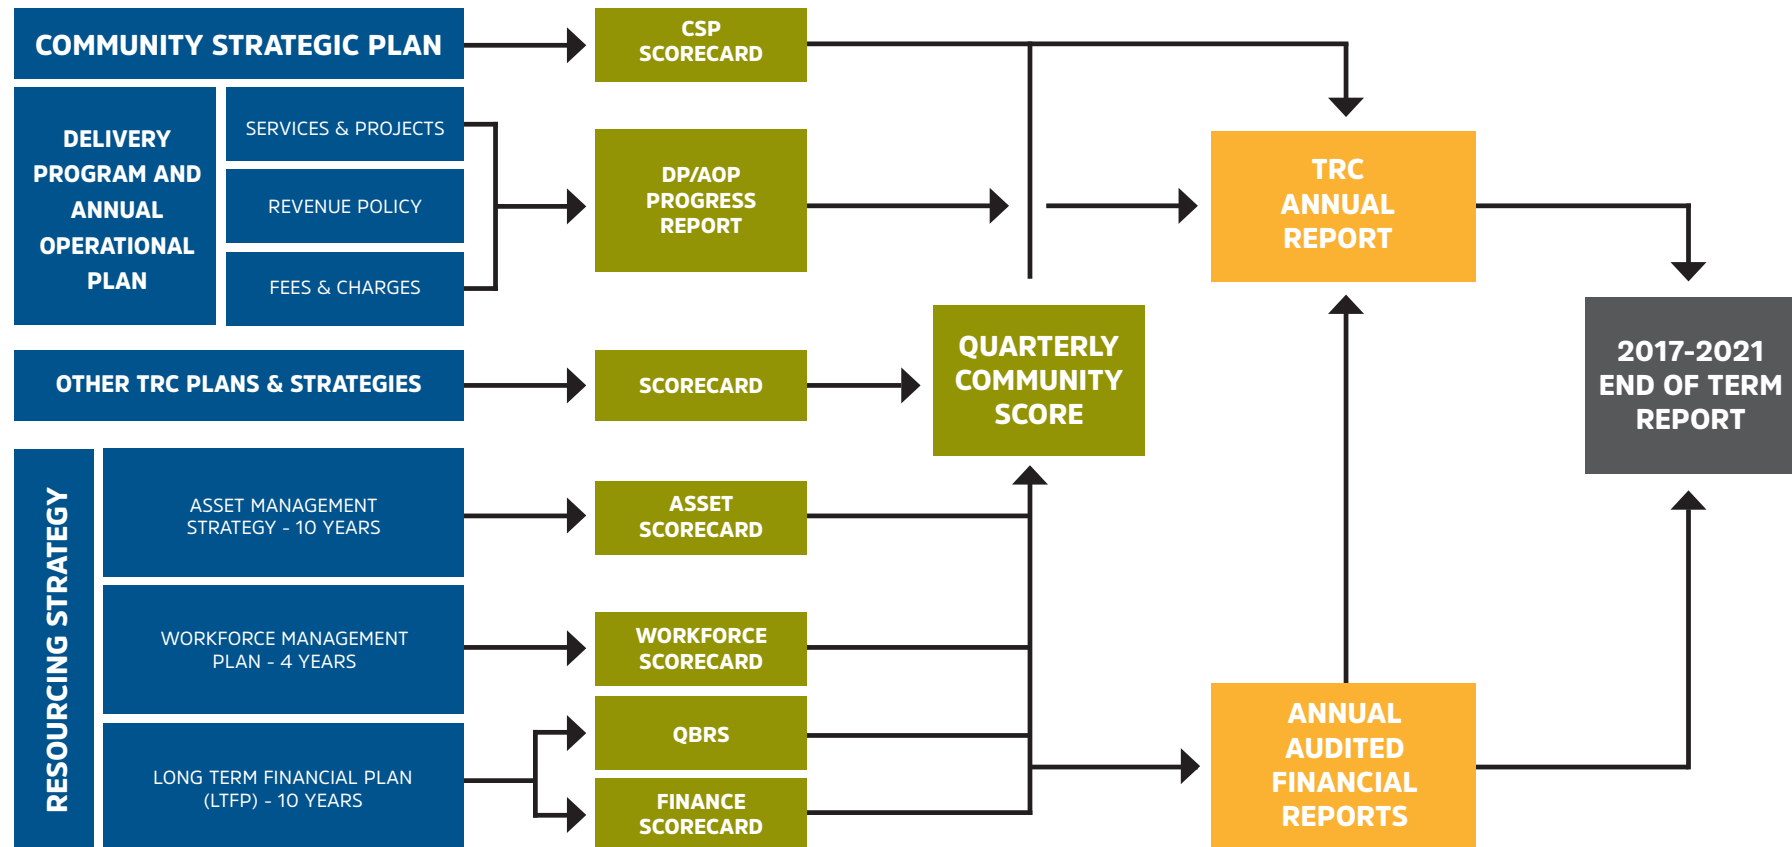 COMMUNITY STRATEGIC PLAN
CSP
SCORECARD
DELIVERY
PROGRAM AND
ANNUAL
OPERATIONAL
PLAN
SERVICES & PROJECTS
REVENUE POLICY
FEES & CHARGES
DP/AOP
PROGRESS
REPORT
TRC
ANNUAL
REPORT
OTHER TRC PLANS & STRATEGIES
SCORECARD
QUARTERLY
COMMUNITY
SCORE
2017-2021
END OF TERM
REPORT
RESOURCING STRATEGY
ASSET MANAGEMENT
STRATEGY - 10 YEARS
ASSET
SCORECARD
WORKFORCE MANAGEMENT
PLAN - 4 YEARS
WORKFORCE
SCORECARD
LONG TERM FINANCIAL PLAN
(LTFP) - 10 YEARS
QBRS
FINANCE
SCORECARD
ANNUAL
AUDITED
FINANCIAL
REPORTS